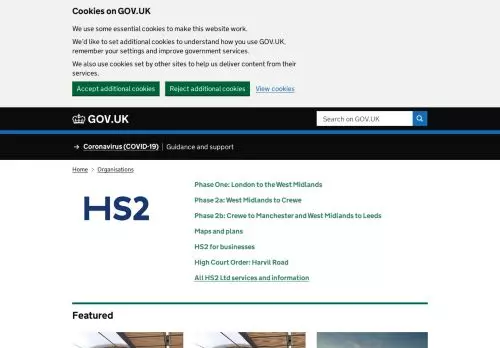 Cookies on GOV.UK
We use some essential cookies to make this website work.
We'd like to set additional cookies to understand how you use GOV.UK,
remember your settings and improve government services.
We also use cookies set by other sites to help us deliver content from their
services.
Accept additional cookies Reject additional cookies View cookies
GOV.UK Search on GOV.UK
→ Coronavirus (COVID-19) | Guidance and support
Home > Organisations
HS2
Phase One: London to the West Midlands
Phase 2a: West Midlands to Crewe
Phase 2b: Crewe to Manchester and West Midlands to Leeds
Maps and plans
HS2 for businesses
High Court Order: Harvil Road
All HS2 Ltd services and information
Featured